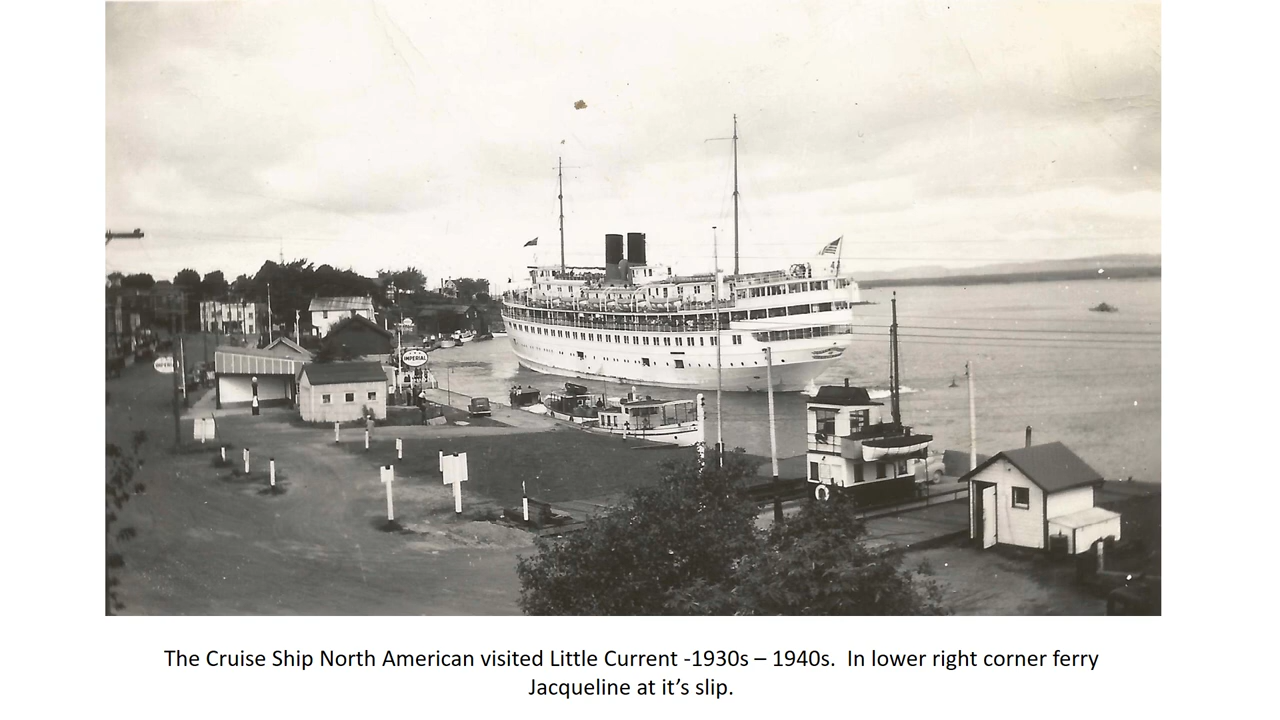 IMPERIAL
The Cruise Ship North American visited Little Current -1930s – 1940s.  In lower right corner ferry
Jacqueline at it’s slip.